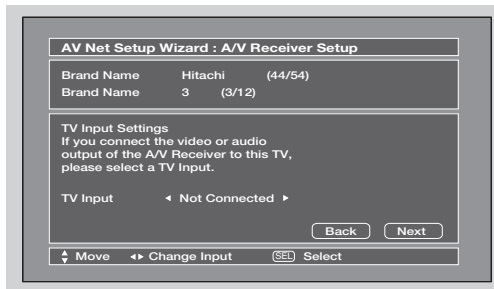 AV Net Setup Wizard : A/V Receiver Setup
Brand Name Hitachi (44/54)
Brand Name 3 (3/12)
TV Input Settings
If you connect the video or audio
output of the A/V Receiver to this TV,
please select a TV Input.
TV Input Not Connected
Back Next
Move Change Input SEL Select